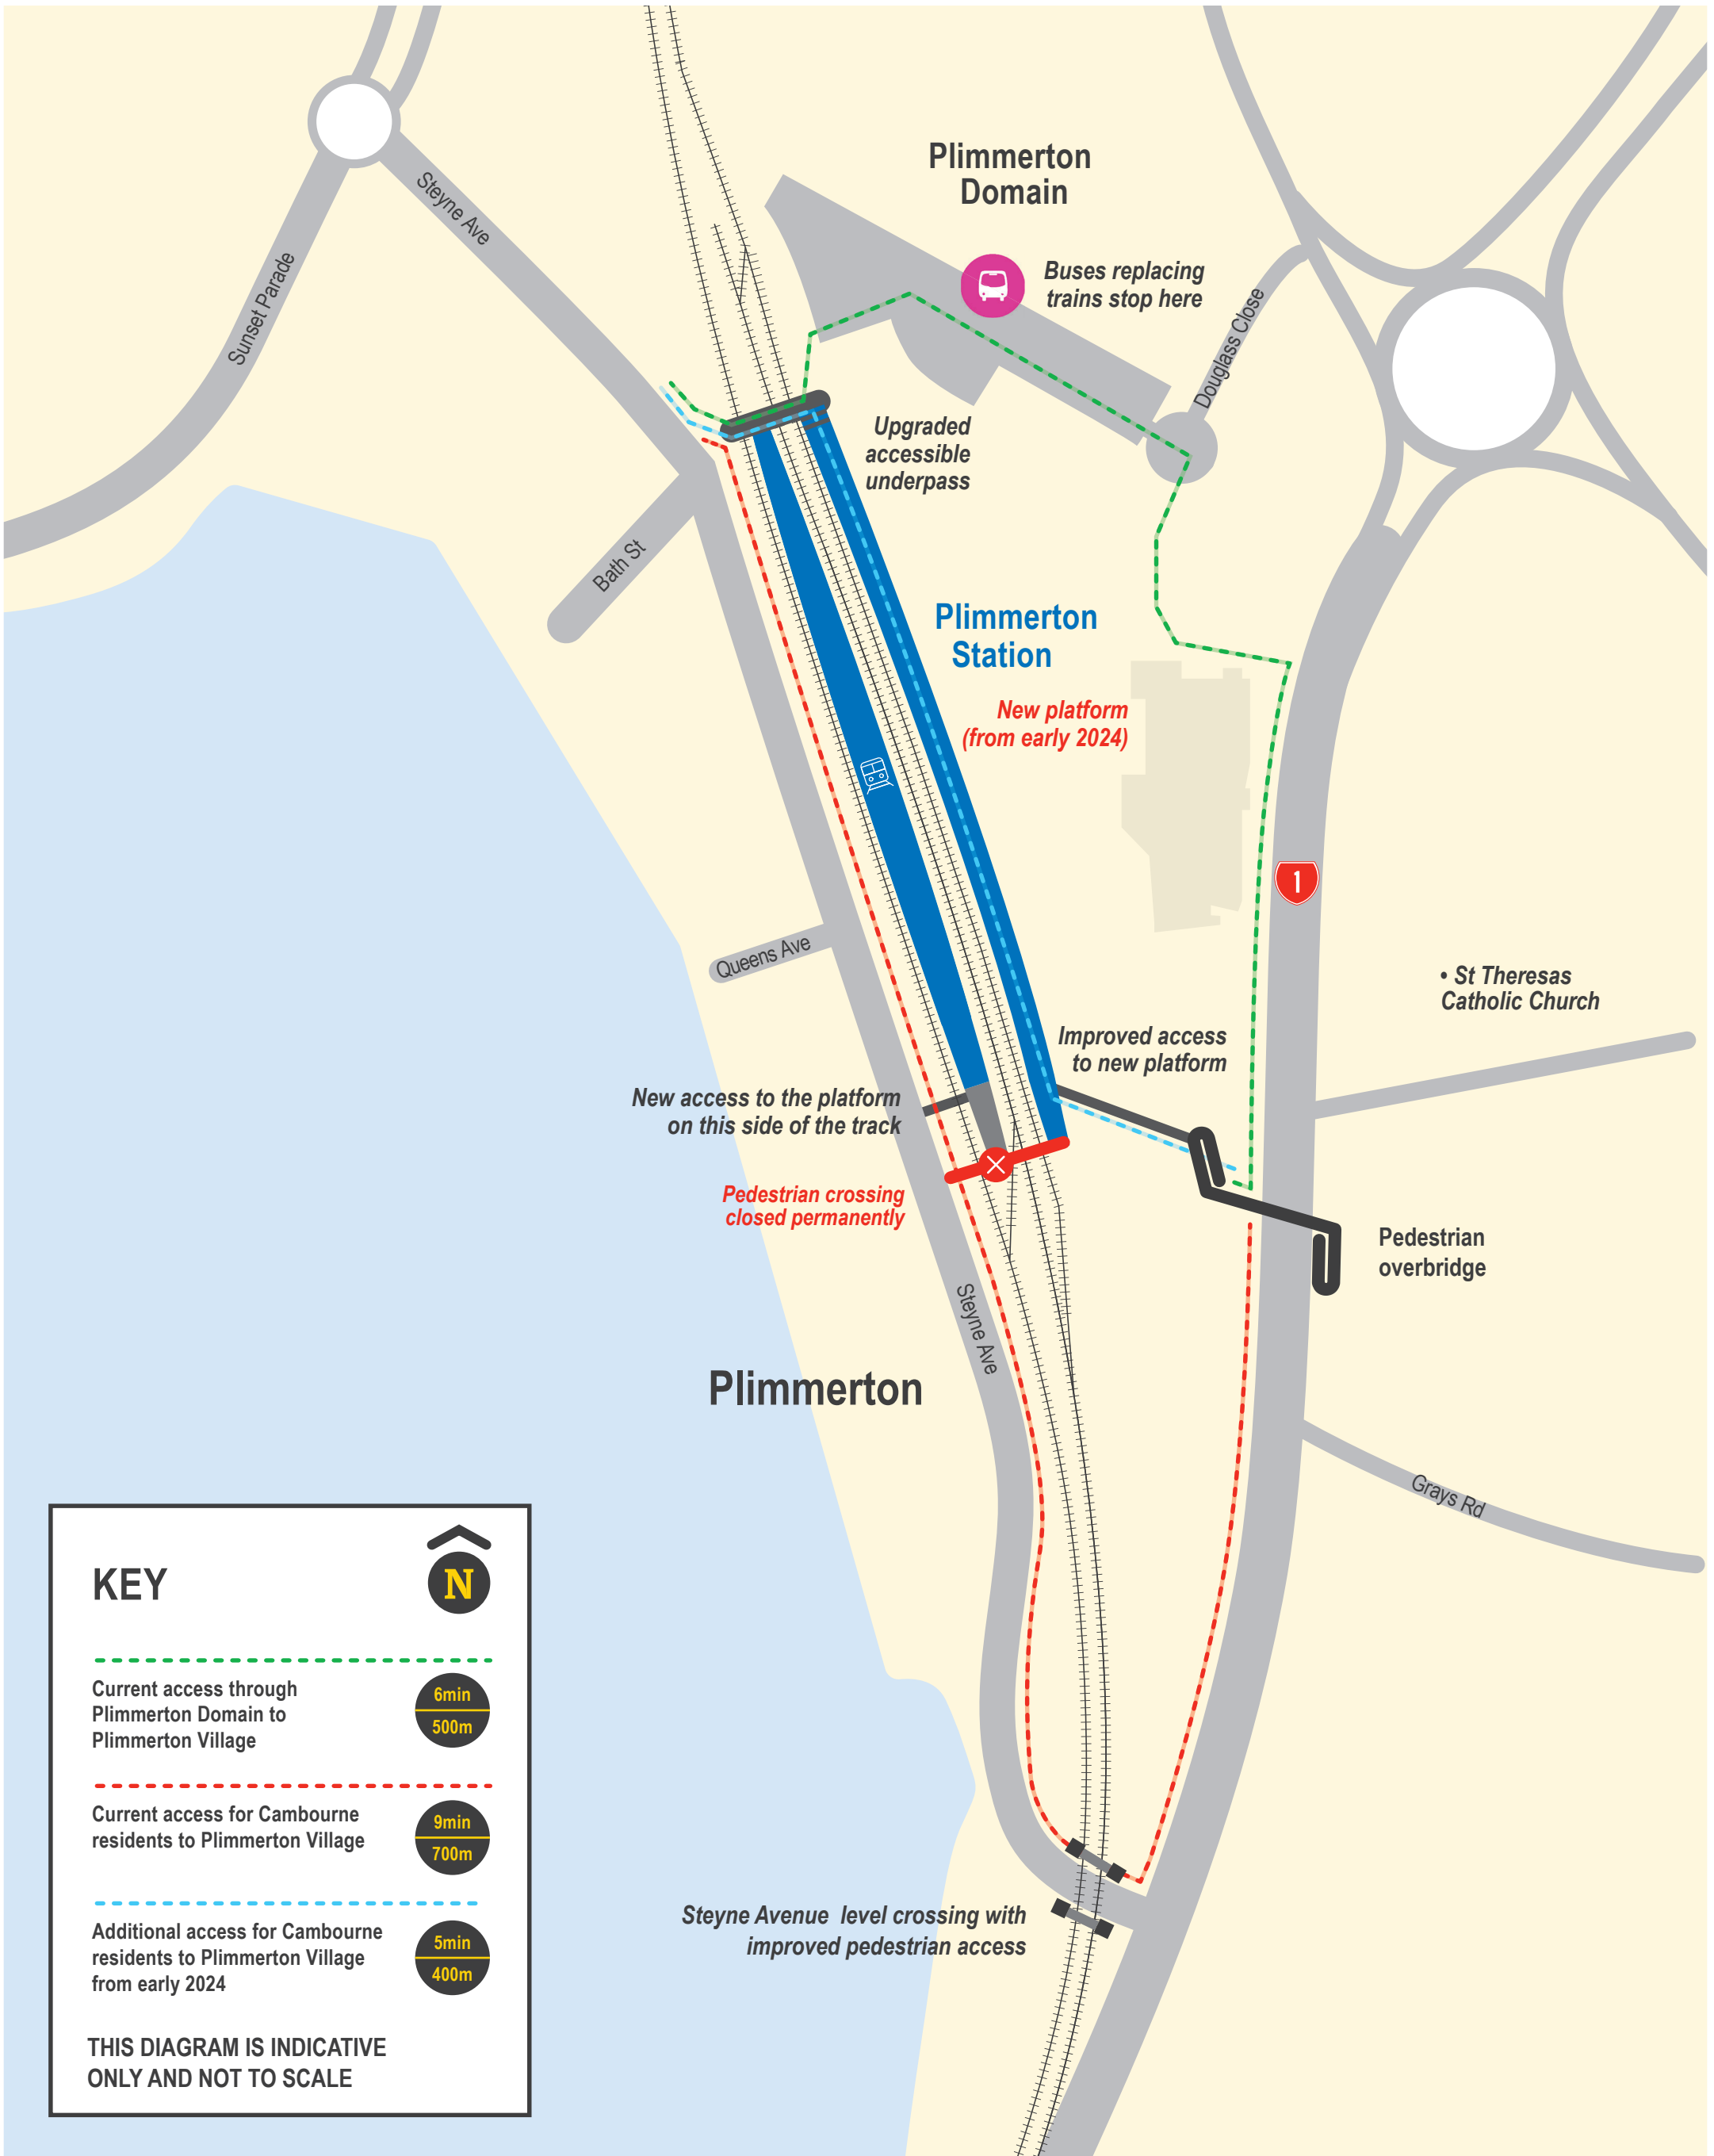 Plimmerton
Domain
Steyne Ave
Buses replacing
trains stop here
Sunset Parade
Douglass Close
Upgraded
accessible
underpass
Bath St
Plimmerton
Station
New platform
(from early 2024)
1
Queens Ave
• St Theresas
Catholic Church
Improved access
to new platform
New access to the platform
on this side of the track
Pedestrian crossing
closed permanently
Pedestrian
overbridge
Steyne Ave
Plimmerton
Grays Rd
KEY
N
Current access through
Plimmerton Domain to
Plimmerton Village
6min
500m
Current access for Cambourne
residents to Plimmerton Village
9min
700m
Additional access for Cambourne
residents to Plimmerton Village
from early 2024
5min
400m
THIS DIAGRAM IS INDICATIVE
ONLY AND NOT TO SCALE
Steyne Avenue level crossing with
improved pedestrian access